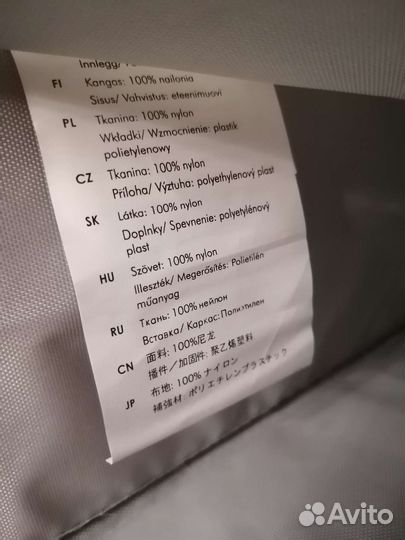 Innlegg/
FI Kangas: 100% nailonia
Sisus/ Vahvistus: eteenimuovi
PL Tkanina: 100% nylon
Wkładki/ Wzmocnienie: plastik
polietylenowy
CZ Tkanina: 100% nylon
Příloha/ Výztuha: polyethylenový plast
SK Látka: 100% nylon
Doplnky/ Spevnenie: polyetylénový
plast
HU Szövet: 100% nylon
Illeszték/ Megerősítés: Polietilén
műanyag
RU Ткань: 100% нейлон
Вставка/ Каркас: Полиэтилен
CN 面料: 100%尼龙
插件/加固件: 聚乙烯塑料
JP 布地: 100% ナイロン
補強材: ポリエチレンプラスチック
Avito